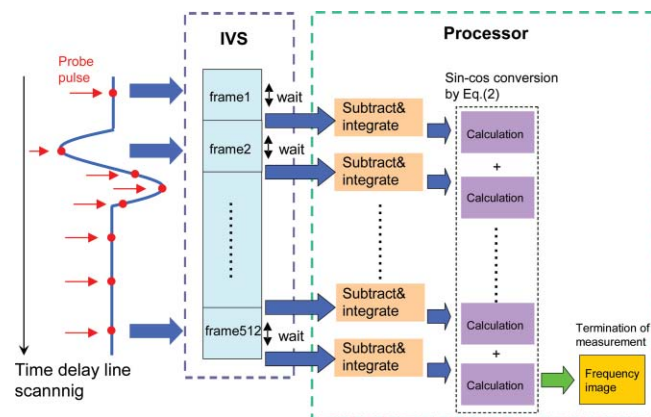 IVS
Processor
Probe
pulse
Sin-cos conversion
by Eq.(2)
frame1
wait
Subtract&
integrate
Calculation
+
frame2
wait
Subtract&
integrate
Calculation
Subtract&
integrate
Calculation
+
frame512
wait
Subtract&
integrate
Calculation
Termination of
measurement
Frequency
image
Time delay line
scannnig